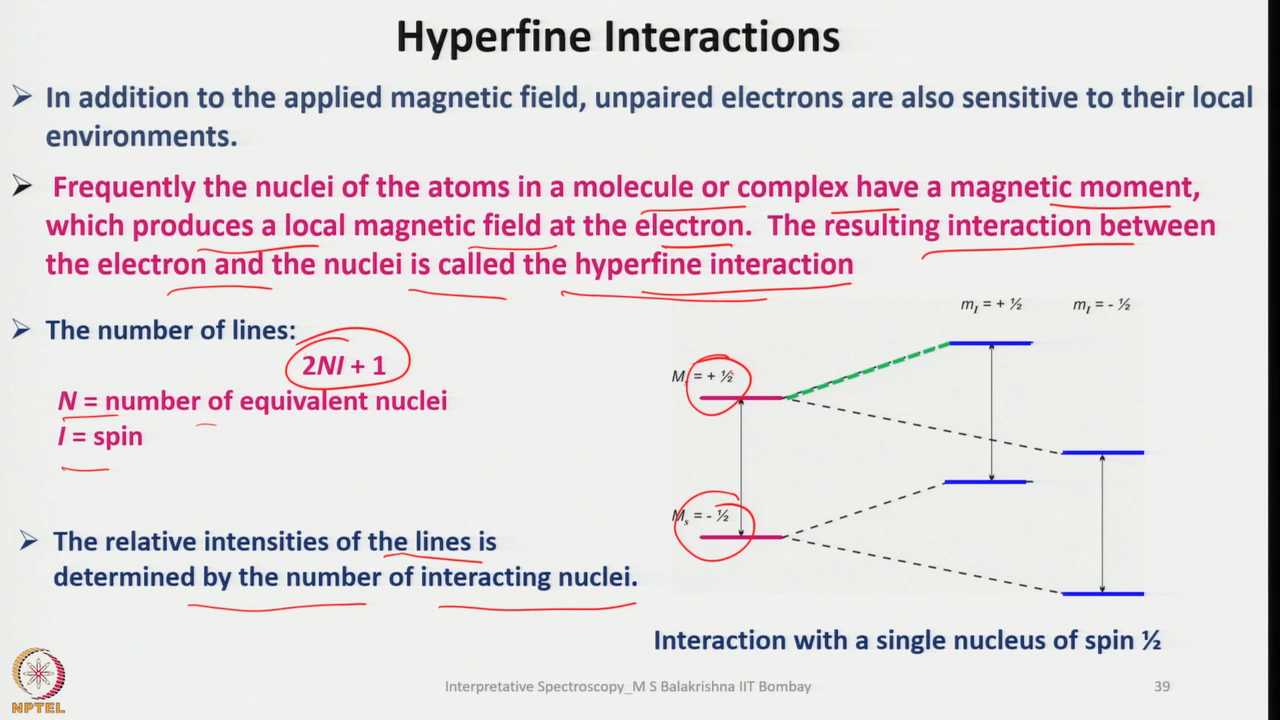 Hyperfine Interactions
➢ In addition to the applied magnetic field, unpaired electrons are also sensitive to their local
environments.
➢ Frequently the nuclei of the atoms in a molecule or complex have a magnetic moment,
which produces a local magnetic field at the electron. The resulting interaction between
the electron and the nuclei is called the hyperfine interaction
➢ The number of lines:
2NI + 1
N = number of equivalent nuclei
I = spin
➢ The relative intensities of the lines is
determined by the number of interacting nuclei.
m_I = + ½ m_I = - ½
M_s = + ½
M_s = - ½
Interaction with a single nucleus of spin ½
Interpretative Spectroscopy_M S Balakrishna IIT Bombay
39
NPTEL